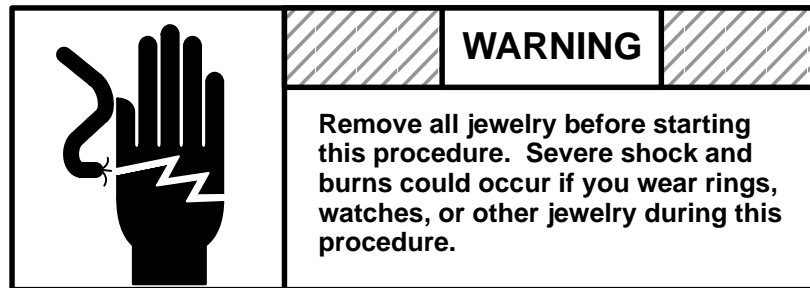 WARNING
Remove all jewelry before starting
this procedure.  Severe shock and
burns could occur if you wear rings,
watches, or other jewelry during this
procedure.